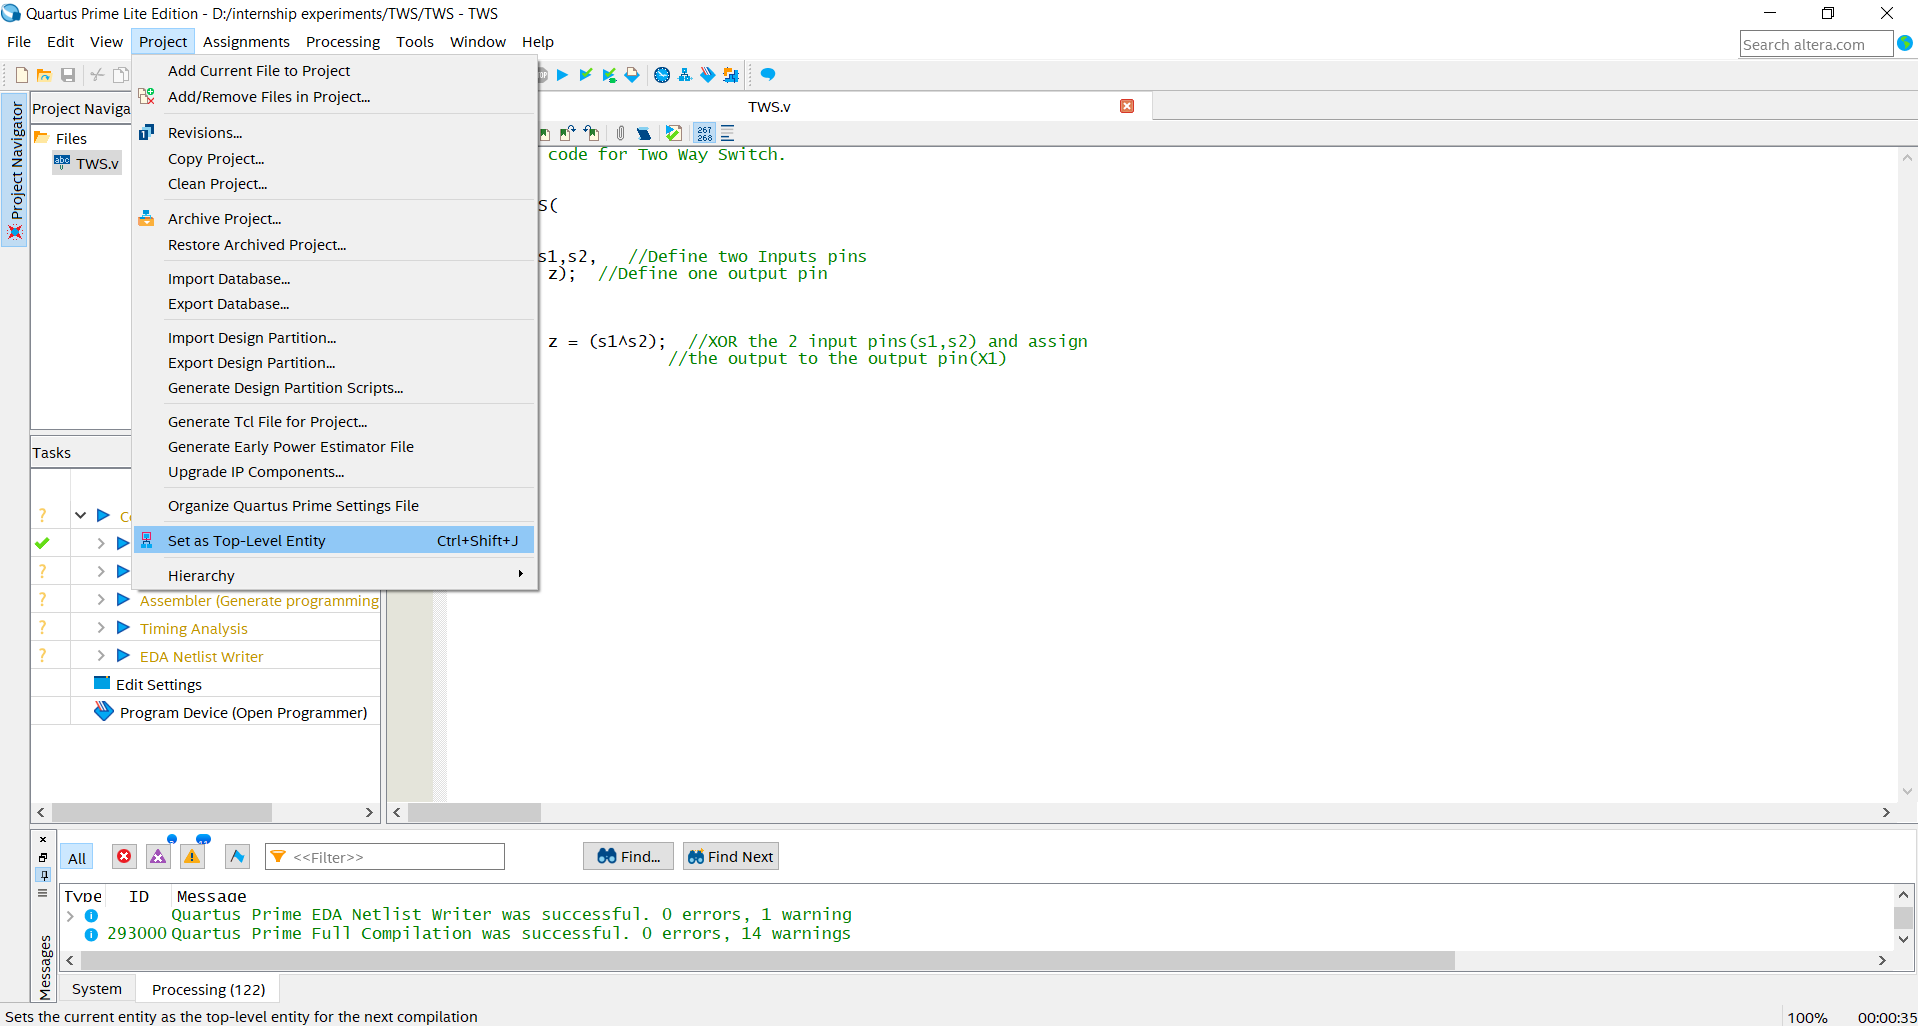 Quartus Prime Lite Edition - D:/internship experiments/TWS/TWS - TWS
File Edit View Project Assignments Processing Tools Window Help
Search altera.com
Project Naviga
TWS.v
Project Navigator
Files
TWS.v
Add Current File to Project
Add/Remove Files in Project...
Revisions...
Copy Project...
Clean Project...
Archive Project...
Restore Archived Project...
Import Database...
Export Database...
Import Design Partition...
Export Design Partition...
Generate Design Partition Scripts...
Generate Tcl File for Project...
Generate Early Power Estimator File
Upgrade IP Components...
Organize Quartus Prime Settings File
Set as Top-Level Entity Ctrl+Shift+J
Hierarchy
267
268
code for Two Way Switch.
S(
s1,s2, //Define two Inputs pins
z); //Define one output pin
z = (s1^s2); //XOR the 2 input pins(s1,s2) and assign
//the output to the output pin(X1)
Tasks
Assembler (Generate programming
Timing Analysis
EDA Netlist Writer
Edit Settings
Program Device (Open Programmer)
All <<Filter>> Find... Find Next
Type ID Message
Quartus Prime EDA Netlist Writer was successful. 0 errors, 1 warning
293000 Quartus Prime Full Compilation was successful. 0 errors, 14 warnings
Messages
System Processing (122)
Sets the current entity as the top-level entity for the next compilation
100% 00:00:35